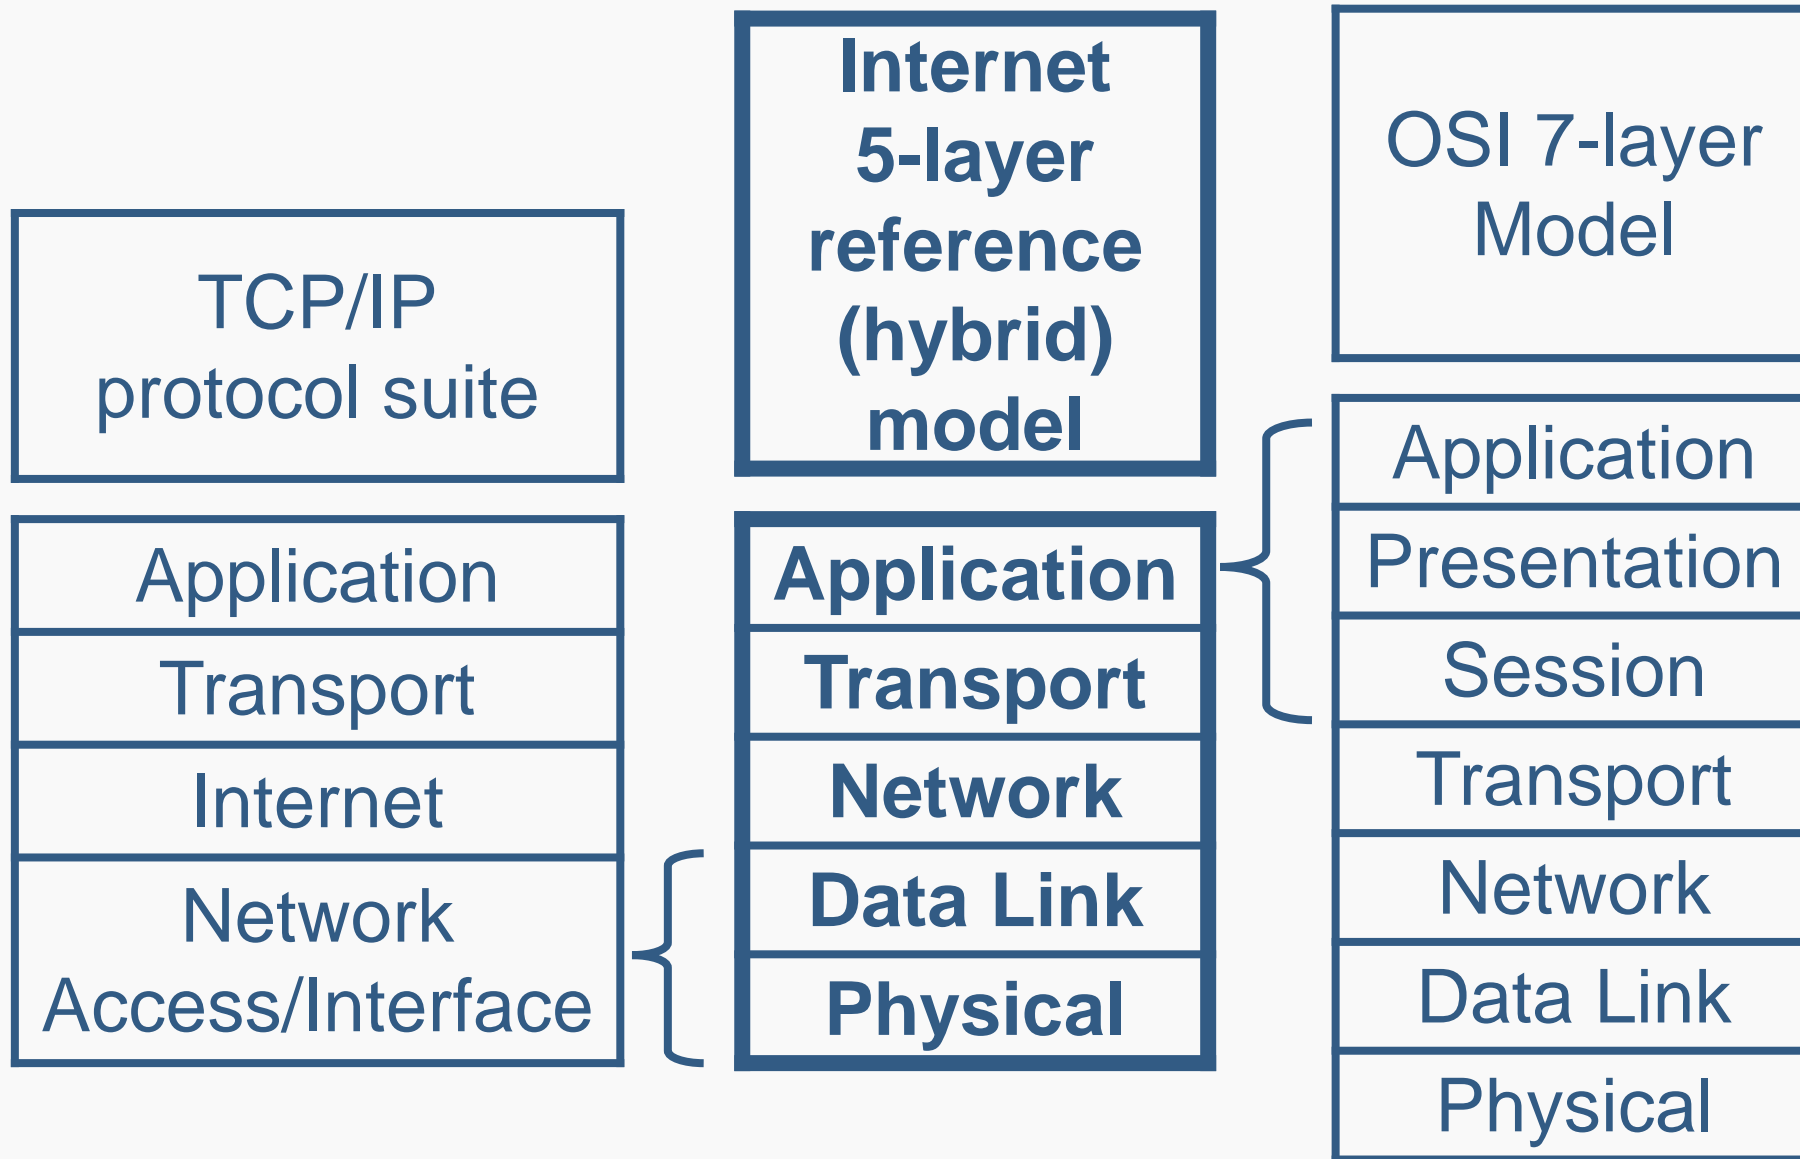 TCP/IP
protocol suite
Application
Transport
Internet
Network
Access/Interface
Internet
5-layer
reference
(hybrid)
model
Application
Transport
Network
Data Link
Physical
OSI 7-layer
Model
Application
Presentation
Session
Transport
Network
Data Link
Physical